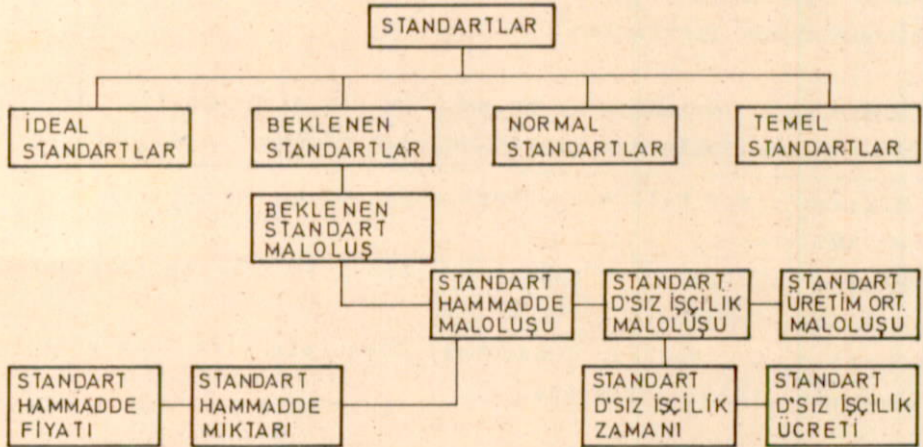 STANDARTLAR
İDEAL
STANDARTLAR
BEKLENEN
STANDARTLAR
NORMAL
STANDARTLAR
TEMEL
STANDARTLAR
BEKLENEN
STANDART
MALOLUŞ
STANDART
HAMMADDE
MALOLUŞU
STANDART
D'SIZ İŞÇİLİK
MALOLUŞU
STANDART
ÜRETİM ORT.
MALOLUŞU
STANDART
HAMMADDE
FİYATI
STANDART
HAMMADDE
MİKTARI
STANDART
D'SIZ İŞÇİLİK
ZAMANI
STANDART
D'SIZ İŞÇİLİK
ÜCRETİ